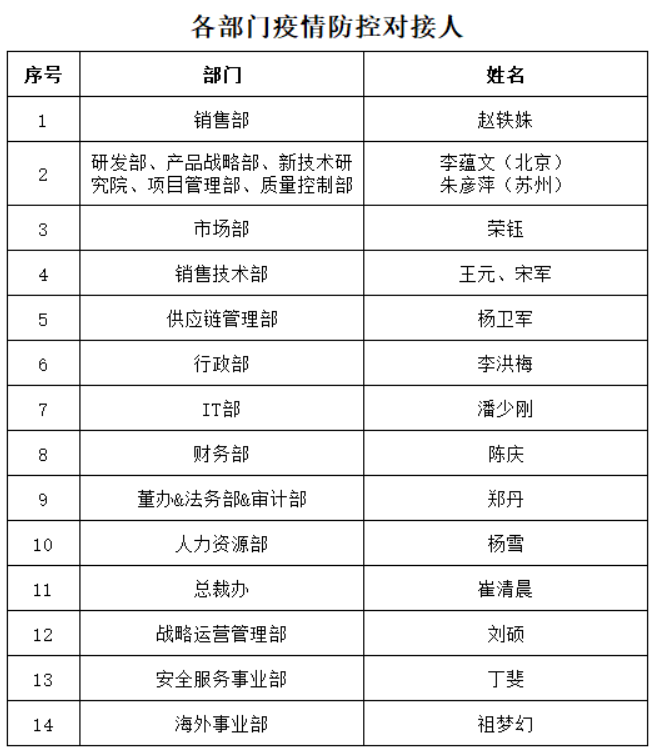 各部门疫情防控对接人
序号 部门 姓名
1 销售部 赵轶姝
2 研发部、产品战略部、新技术研究院、项目管理部、质量控制部 李蕴文（北京） 朱彦萍（苏州）
3 市场部 荣钰
4 销售技术部 王元、宋军
5 供应链管理部 杨卫军
6 行政部 李洪梅
7 IT部 潘少刚
8 财务部 陈庆
9 董办&法务部&审计部 郑丹
10 人力资源部 杨雪
11 总裁办 崔清晨
12 战略运营管理部 刘硕
13 安全服务事业部 丁斐
14 海外事业部 祖梦幻